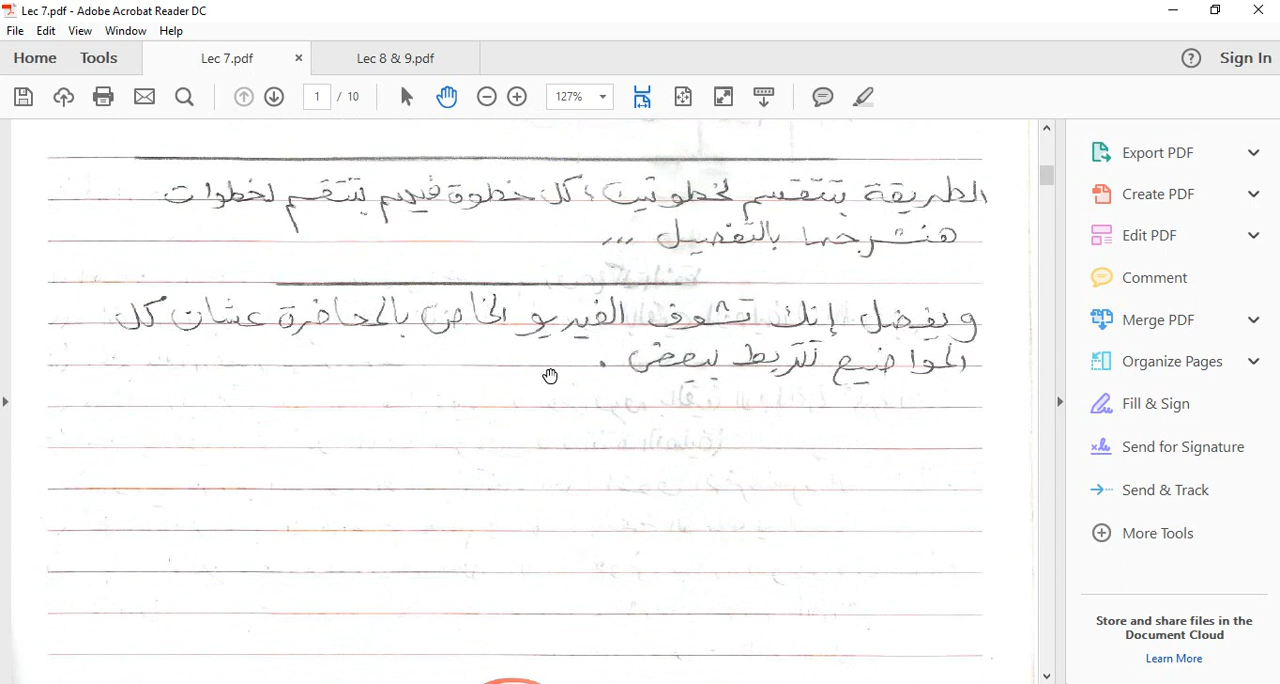 Lec 7.pdf - Adobe Acrobat Reader DC
File Edit View Window Help
Home Tools Lec 7.pdf × Lec 8 & 9.pdf ? Sign In
1 / 10 127%
الطريقة بتتقسم لخطوتين ، كل خطوة فيهم بتتقسم لخطوات
هنشرحها بالتفصيل ...
ويفضل إنك تشوف الفيديو الخاص بالمحاضرة عشان كل
المواضيع تتربط ببعض .
Export PDF
Create PDF
Edit PDF
Comment
Merge PDF
Organize Pages
Fill & Sign
Send for Signature
Send & Track
More Tools
Store and share files in the
Document Cloud
Learn More